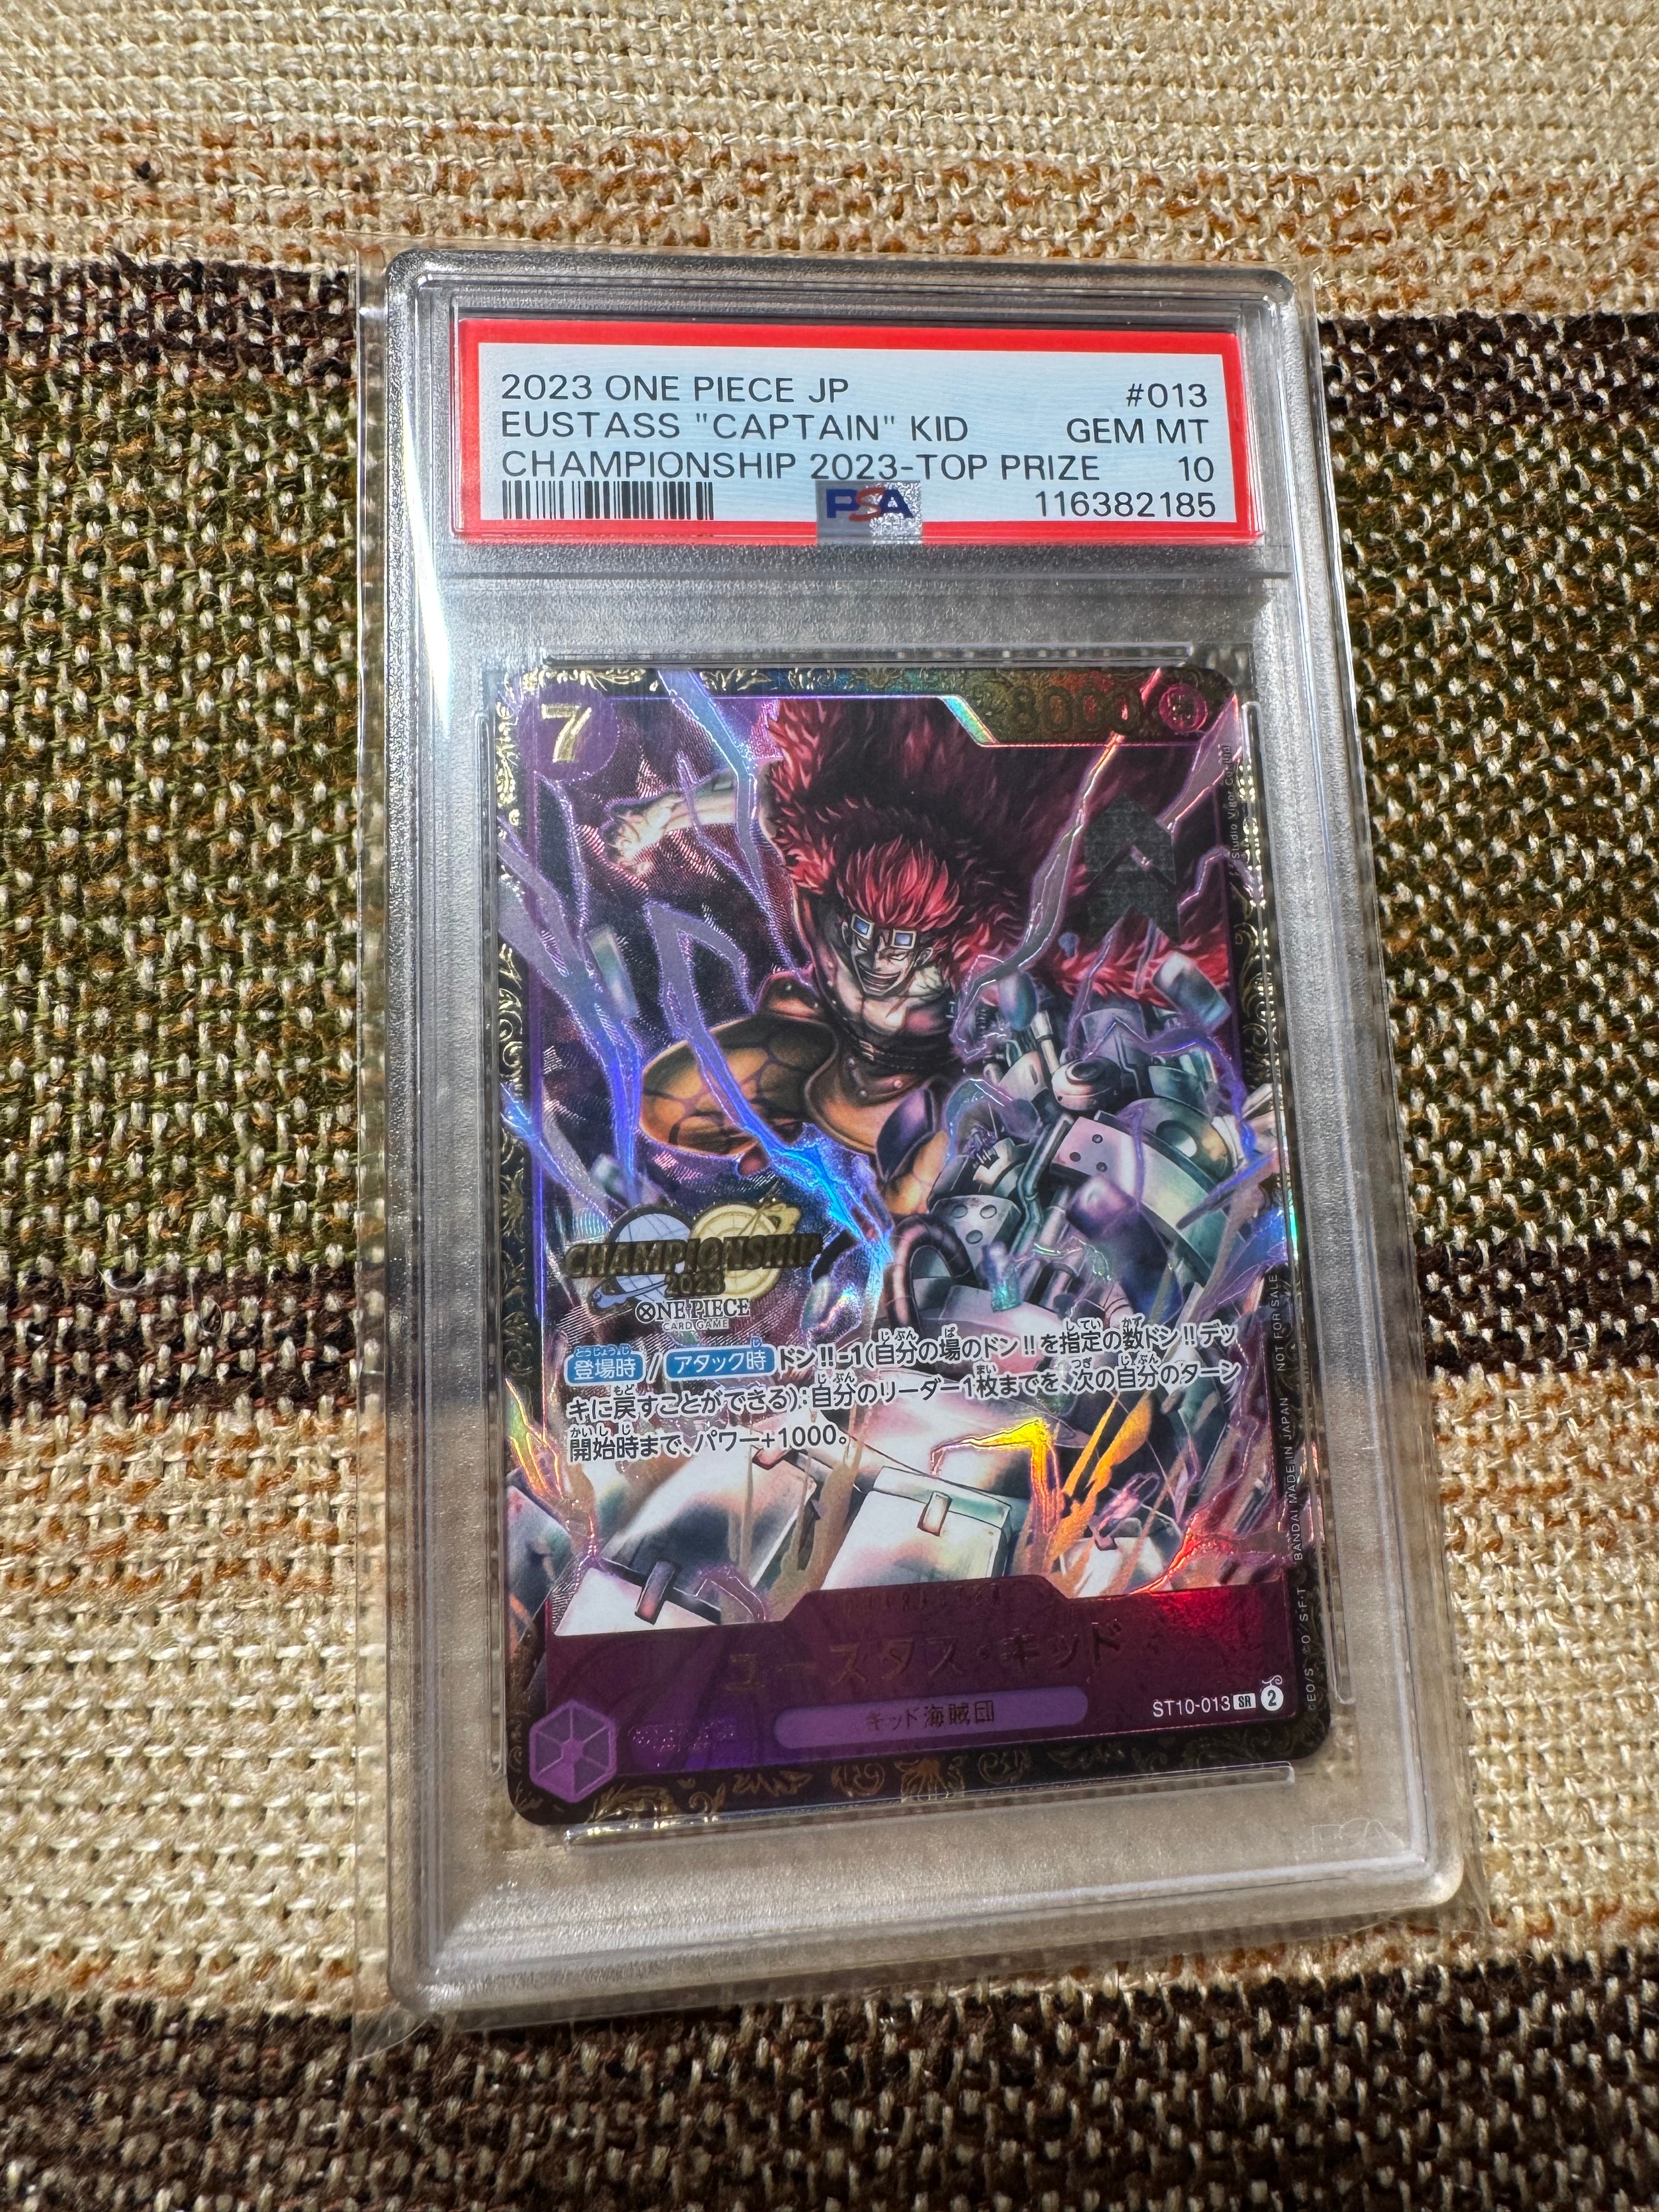 2023 ONE PIECE JP #013
EUSTASS "CAPTAIN" KID GEM MT
CHAMPIONSHIP 2023-TOP PRIZE 10
PSA 116382185
7
8000
CHAMPIONSHIP
2023
ONE PIECE
CARD GAME
登場時 / アタック時 ドン!!-1(自分の場のドン!!を指定の数ドン!!デッ
キに戻すことができる):自分のリーダー1枚までを、次の自分のターン
開始時まで、パワー+1000。
ユースタス・キッド
キッド海賊団
ST10-013 SR 2
BANDAI MADE IN JAPAN NOT FOR SALE